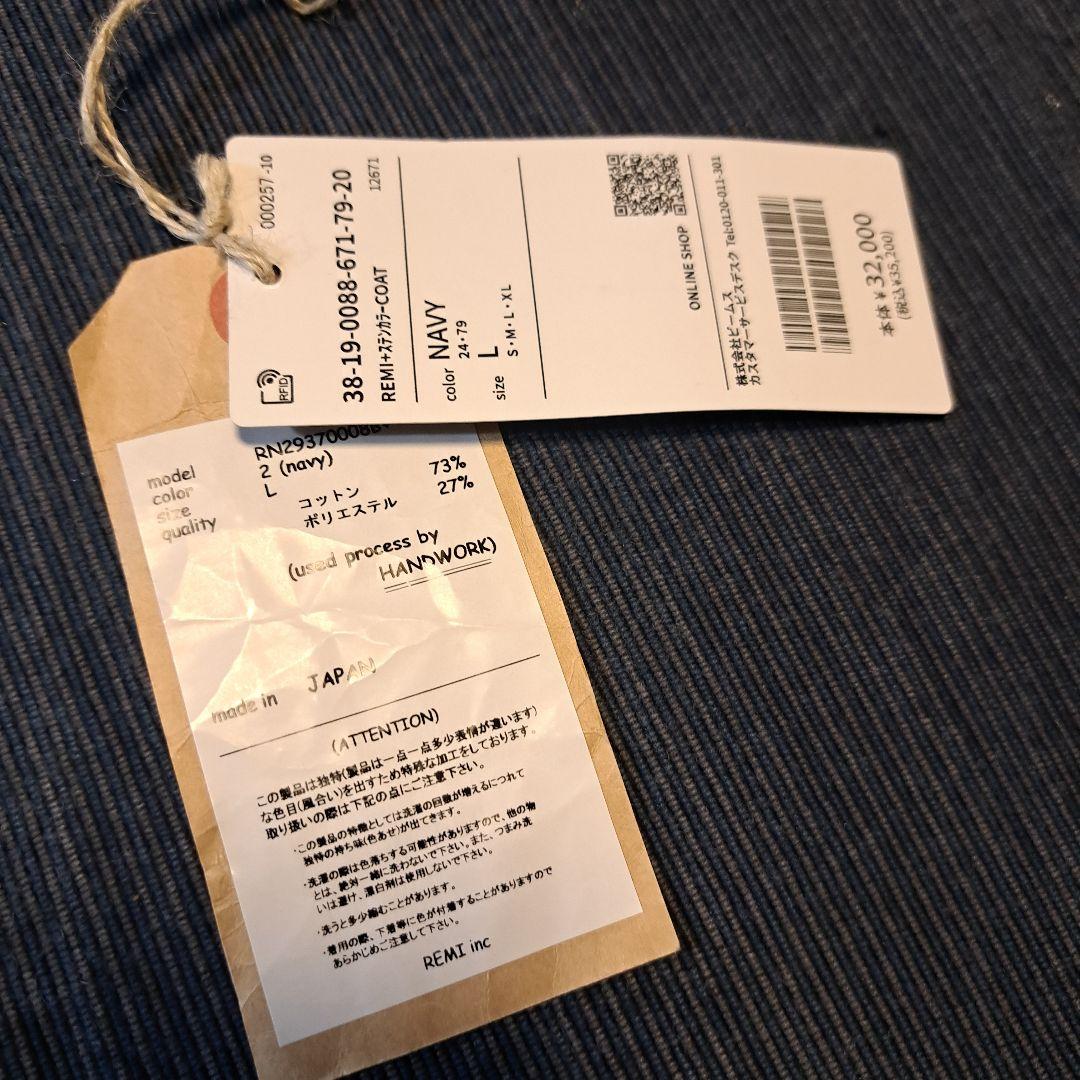 000257-10
38-19-0088-671-79-20
12671
REMI+ステンカラーCOAT
color NAVY
24・79
size L
S・M・L・XL
ONLINE SHOP
株式会社ビームス
カスタマーサービスデスク Tel:0120-011-301
本体¥32,000
(税込¥35,200)
RFID
model RN29370008
color 2 (navy)
size L
quality コットン 73%
ポリエステル 27%
(used process by
HANDWORK)
made in JAPAN
(ATTENTION)
この製品は独特(製品は一点一点多少表情が違います)
な色目(風合い)を出すため特殊な加工をしております。
取り扱いの際は下記の点にご注意下さい。
・この製品の特徴としては洗濯の回数が増えるにつれて
独特の持ち味(色あせ)が出てきます。
・洗濯の際は色落ちする可能性がありますので、他の物
とは、絶対一緒に洗わないで下さい。また、つまみ洗
いは避け、漂白剤は使用しないで下さい。
・洗うと多少縮むことがあります。
・着用の際、下着等に色が付着することがありますので
あらかじめご注意して下さい。
REMI inc